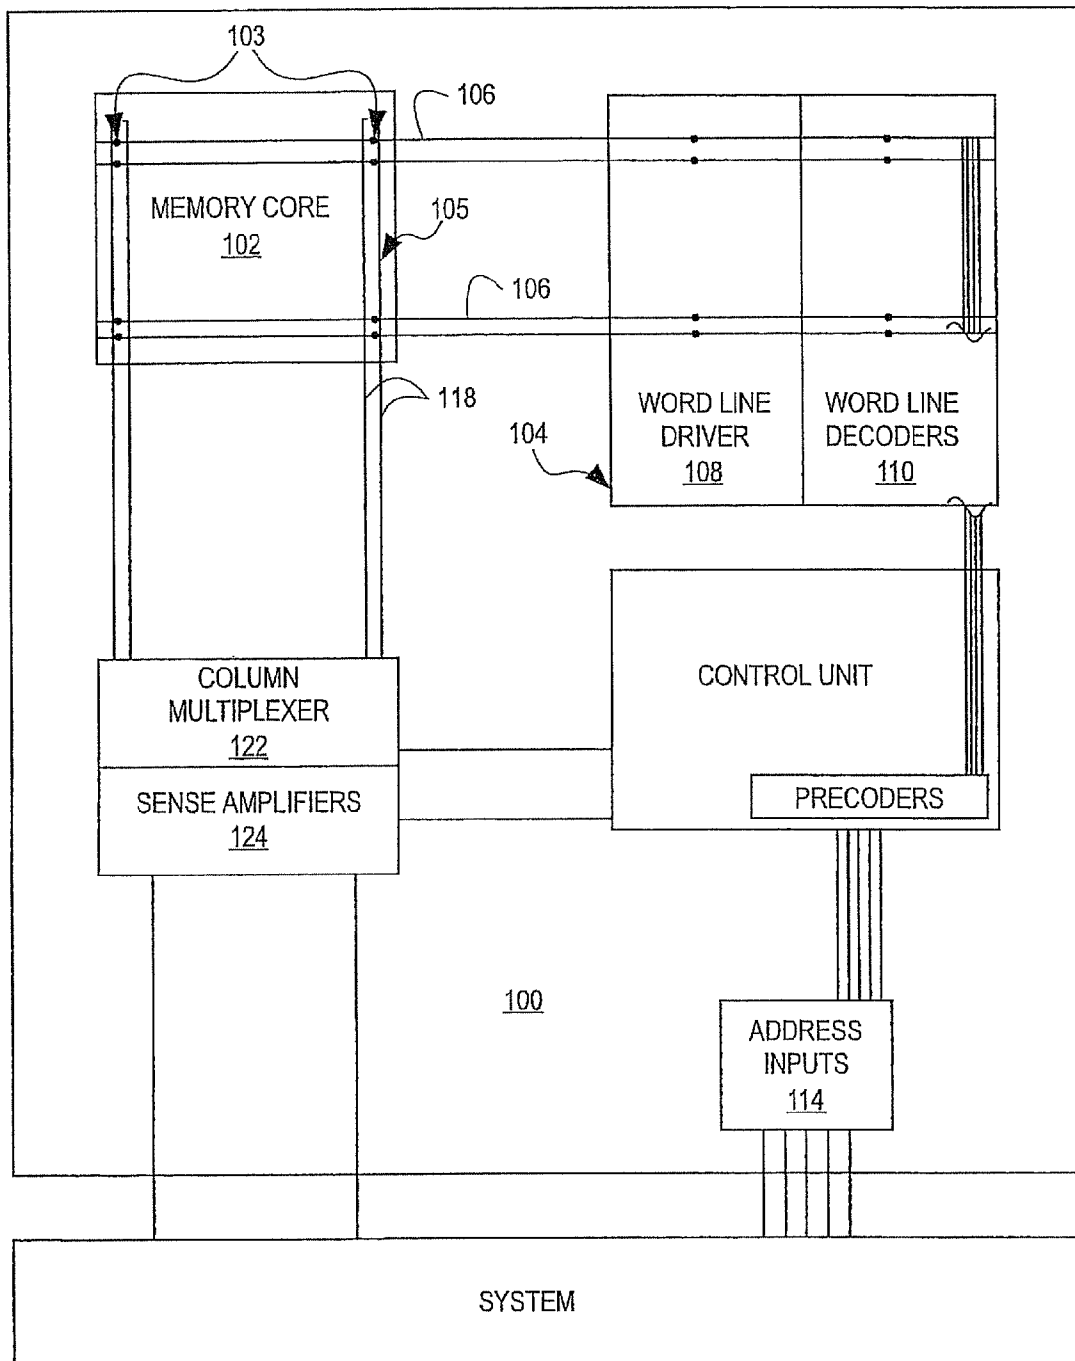 103
106
MEMORY CORE
102
105
106
118
104
WORD LINE
DRIVER
108
WORD LINE
DECODERS
110
COLUMN
MULTIPLEXER
122
SENSE AMPLIFIERS
124
CONTROL UNIT
PRECODERS
100
ADDRESS
INPUTS
114
SYSTEM